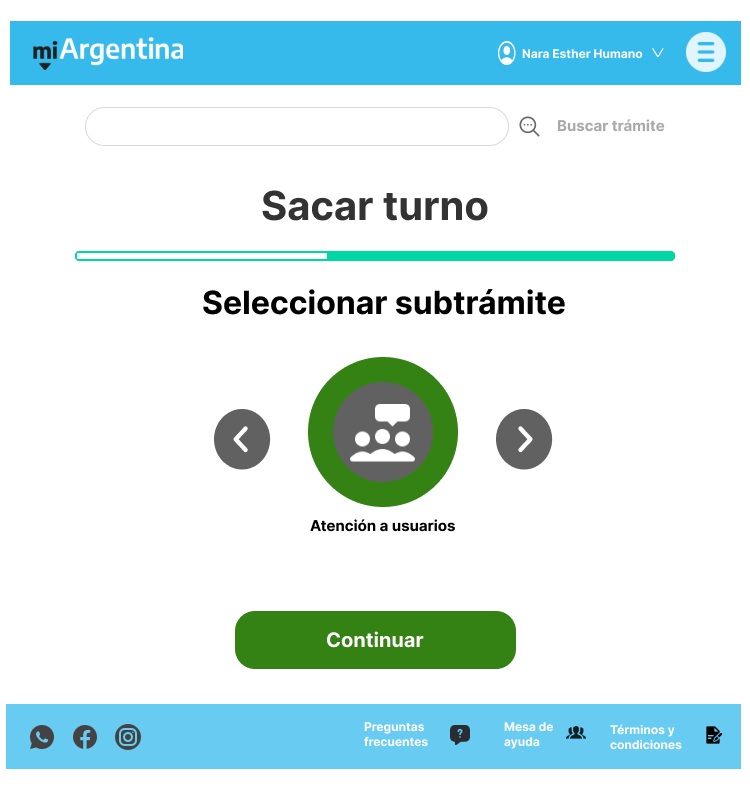 miArgentina
Nara Esther Humano
Buscar trámite
Sacar turno
Seleccionar subtrámite
Atención a usuarios
Continuar
Preguntas
frecuentes
?
Mesa de
ayuda
Términos y
condiciones